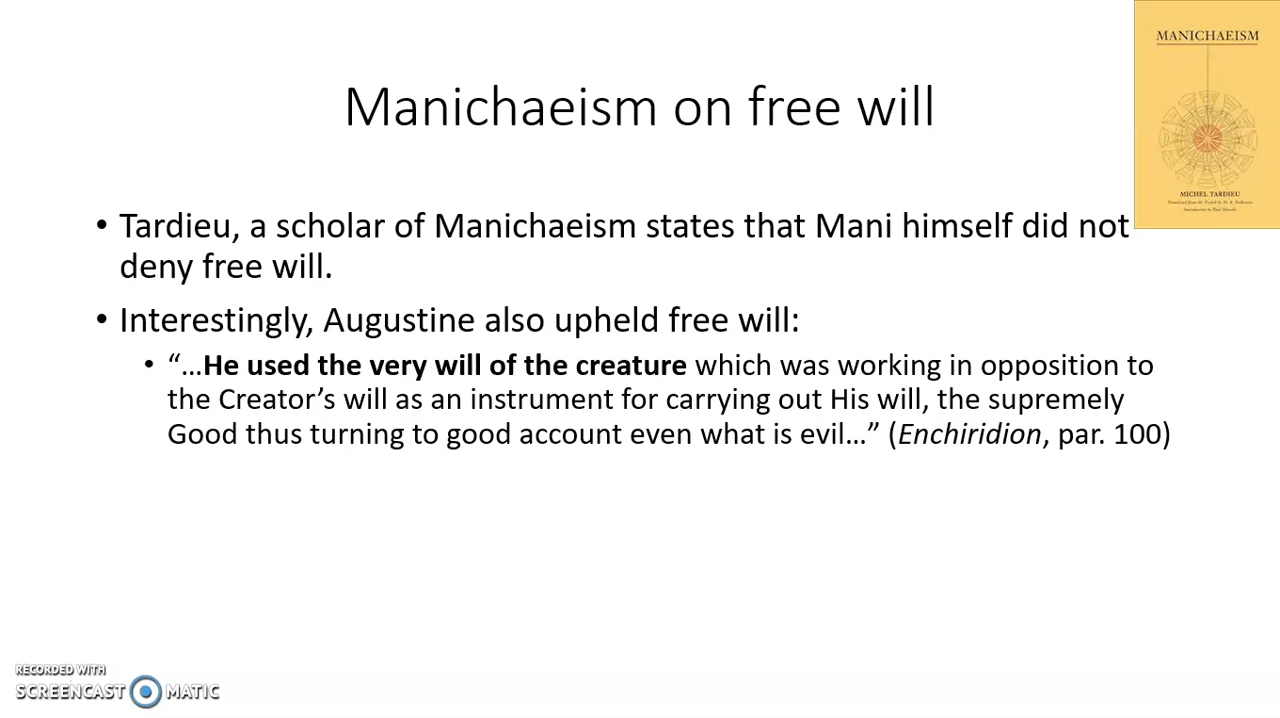 MANICHAEISM
Manichaeism on free will
MICHEL TARDIEU
• Tardieu, a scholar of Manichaeism states that Mani himself did not
deny free will.
• Interestingly, Augustine also upheld free will:
• “…He used the very will of the creature which was working in opposition to
the Creator’s will as an instrument for carrying out His will, the supremely
Good thus turning to good account even what is evil…” (Enchiridion, par. 100)
RECORDED WITH
SCREENCAST MATIC